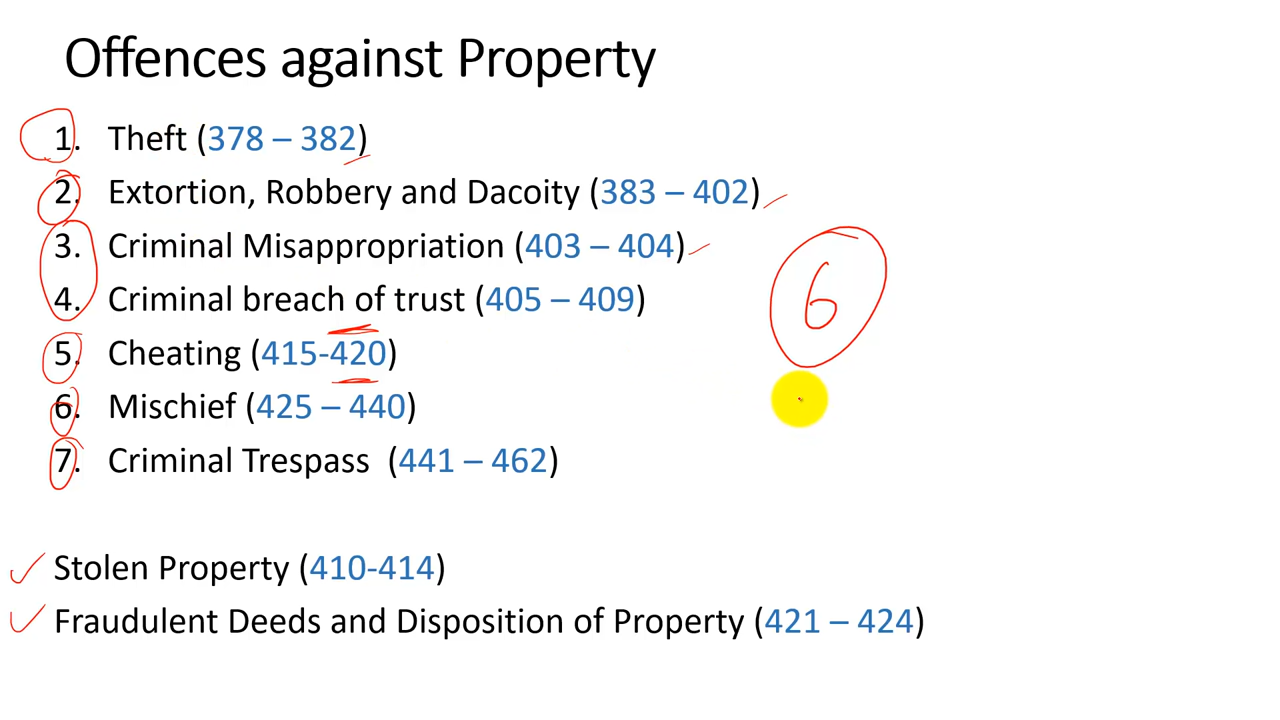 Offences against Property
1. Theft (378 – 382)
2. Extortion, Robbery and Dacoity (383 – 402)
3. Criminal Misappropriation (403 – 404)
4. Criminal breach of trust (405 – 409)
5. Cheating (415-420)
6. Mischief (425 – 440)
7. Criminal Trespass (441 – 462)
6
Stolen Property (410-414)
Fraudulent Deeds and Disposition of Property (421 – 424)